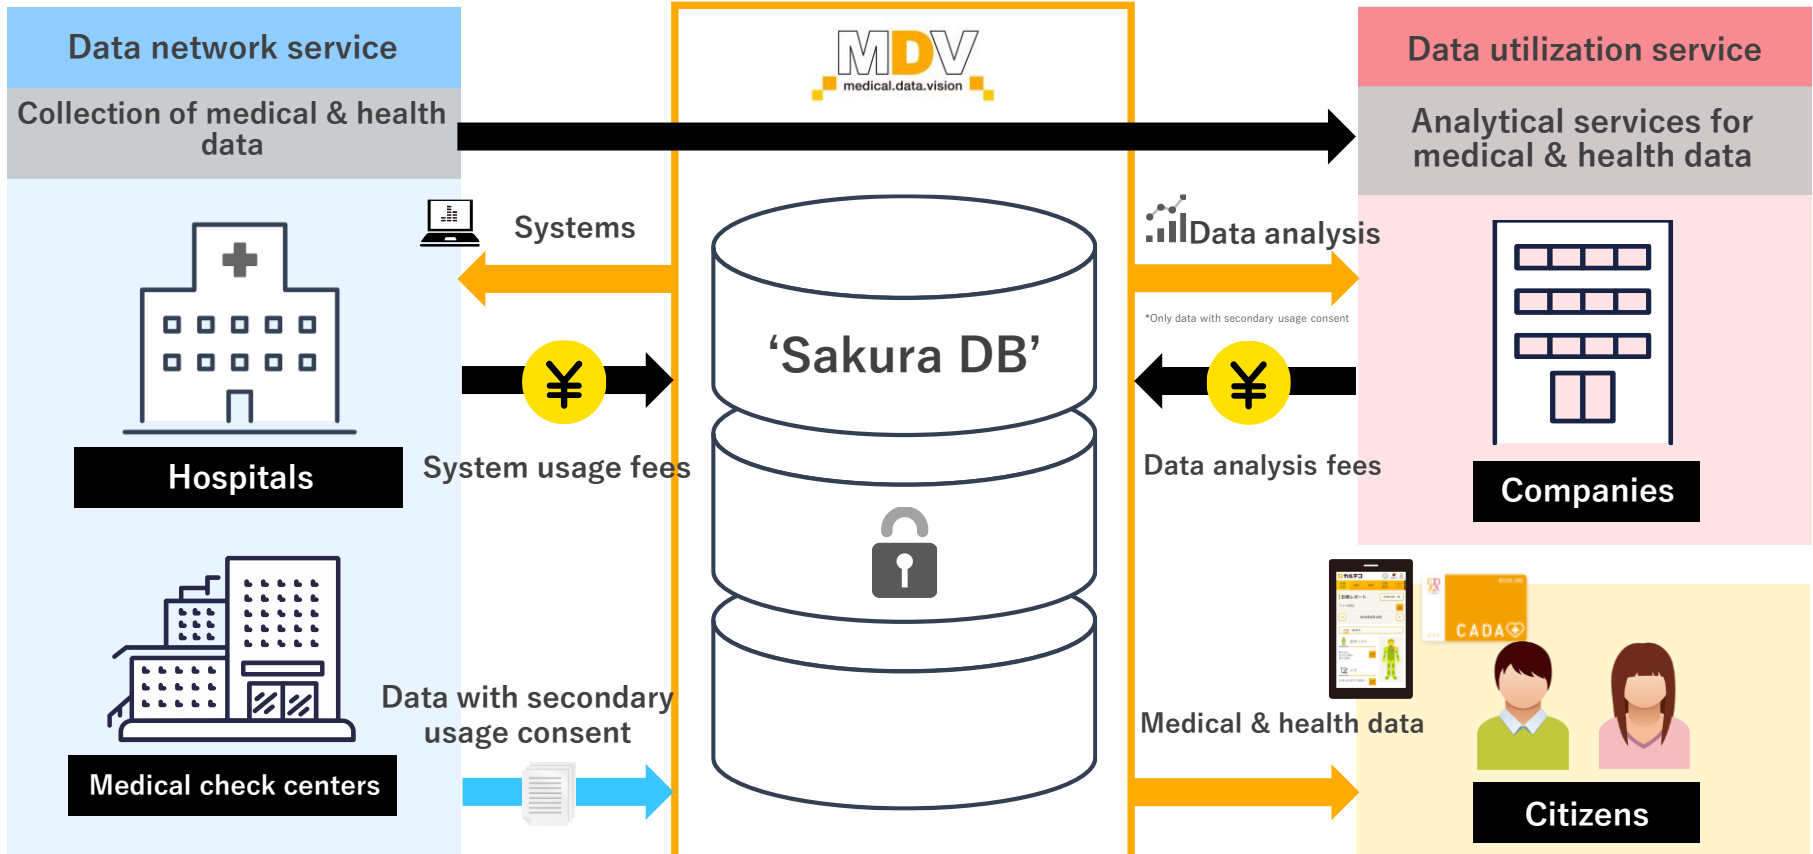 Data network service
Collection of medical & health
data
MDV
medical.data.vision
Data utilization service
Analytical services for
medical & health data
Systems
Data analysis
*Only data with secondary usage consent
'Sakura DB'
¥
¥
System usage fees
Data analysis fees
Hospitals
Companies
Data with secondary
usage consent
Medical & health data
CADA
Medical check centers
Citizens